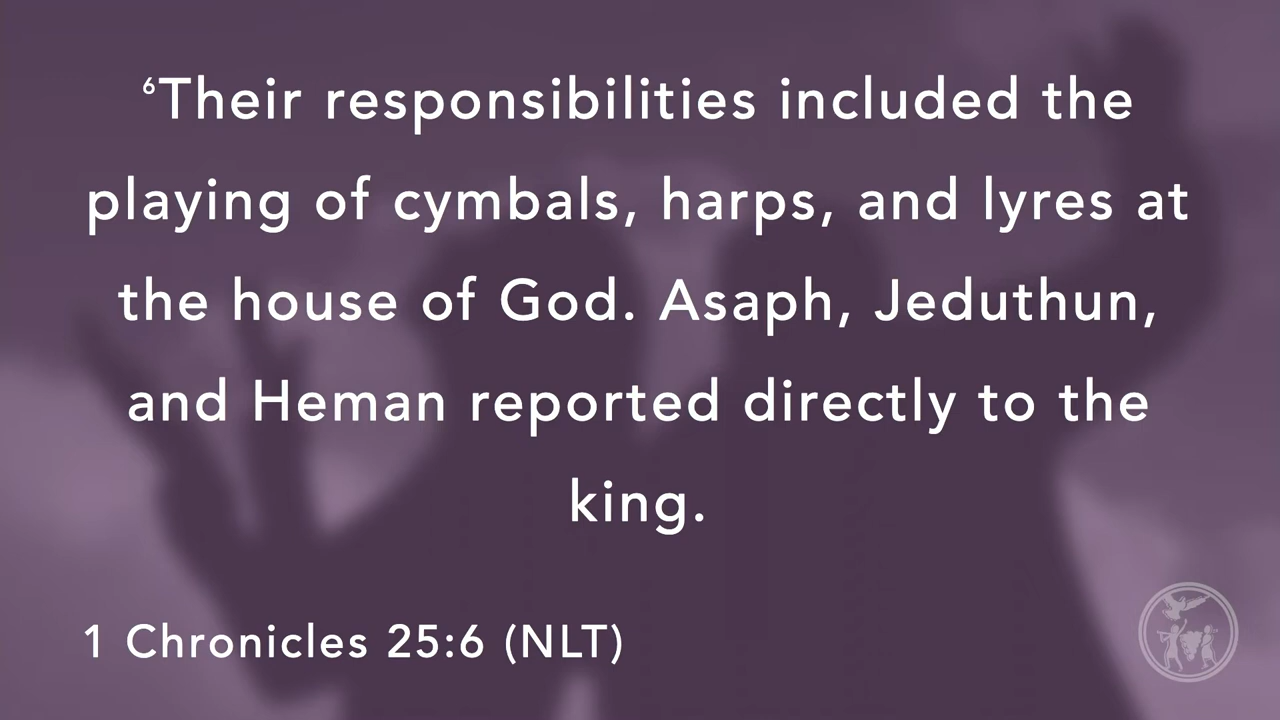 ⁶Their responsibilities included the
playing of cymbals, harps, and lyres at
the house of God. Asaph, Jeduthun,
and Heman reported directly to the
king.
1 Chronicles 25:6 (NLT)